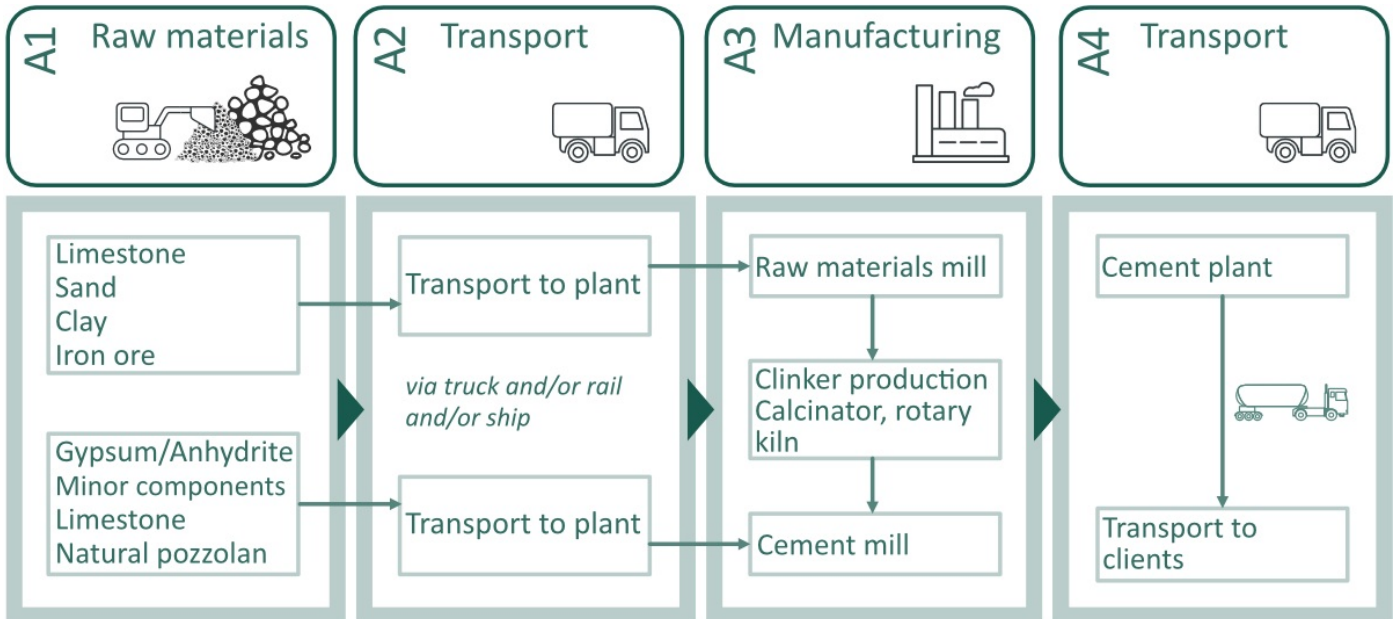 A1 Raw materials
Limestone
Sand
Clay
Iron ore
Gypsum/Anhydrite
Minor components
Limestone
Natural pozzolan
A2 Transport
Transport to plant
via truck and/or rail
and/or ship
Transport to plant
A3 Manufacturing
Raw materials mill
Clinker production
Calcinator, rotary
kiln
Cement mill
A4 Transport
Cement plant
Transport to
clients